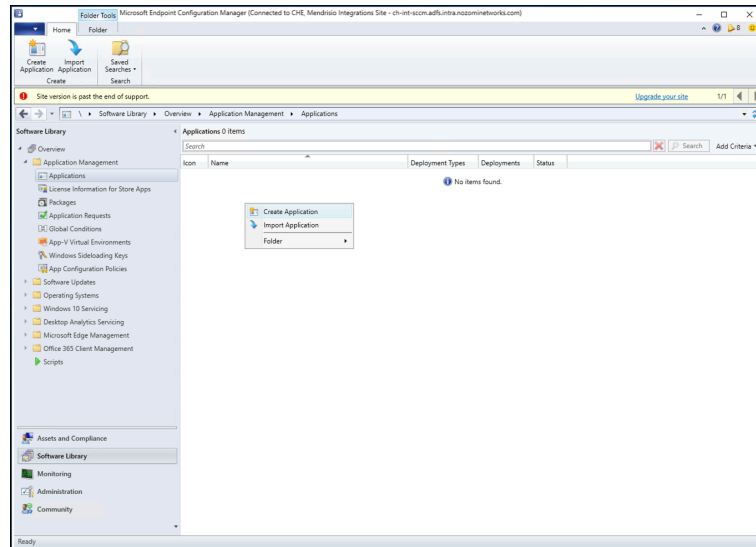 Folder Tools
Microsoft Endpoint Configuration Manager (Connected to CHE, Mendrisio Integrations Site - ch-int-sccm.adfs.intra.nozominetworks.com)
Home
Folder
8
Create Application
Import Application
Saved Searches
Create
Search
Site version is past the end of support.
Upgrade your site
1/1
\ Software Library Overview Application Management Applications
Software Library
Overview
Application Management
Applications
License Information for Store Apps
Packages
Application Requests
Global Conditions
App-V Virtual Environments
Windows Sideloading Keys
App Configuration Policies
Software Updates
Operating Systems
Windows 10 Servicing
Desktop Analytics Servicing
Microsoft Edge Management
Office 365 Client Management
Scripts
Assets and Compliance
Software Library
Monitoring
Administration
Community
Applications 0 items
Search
Search
Add Criteria
Icon Name Deployment Types Deployments Status
No items found.
Create Application
Import Application
Folder
Ready